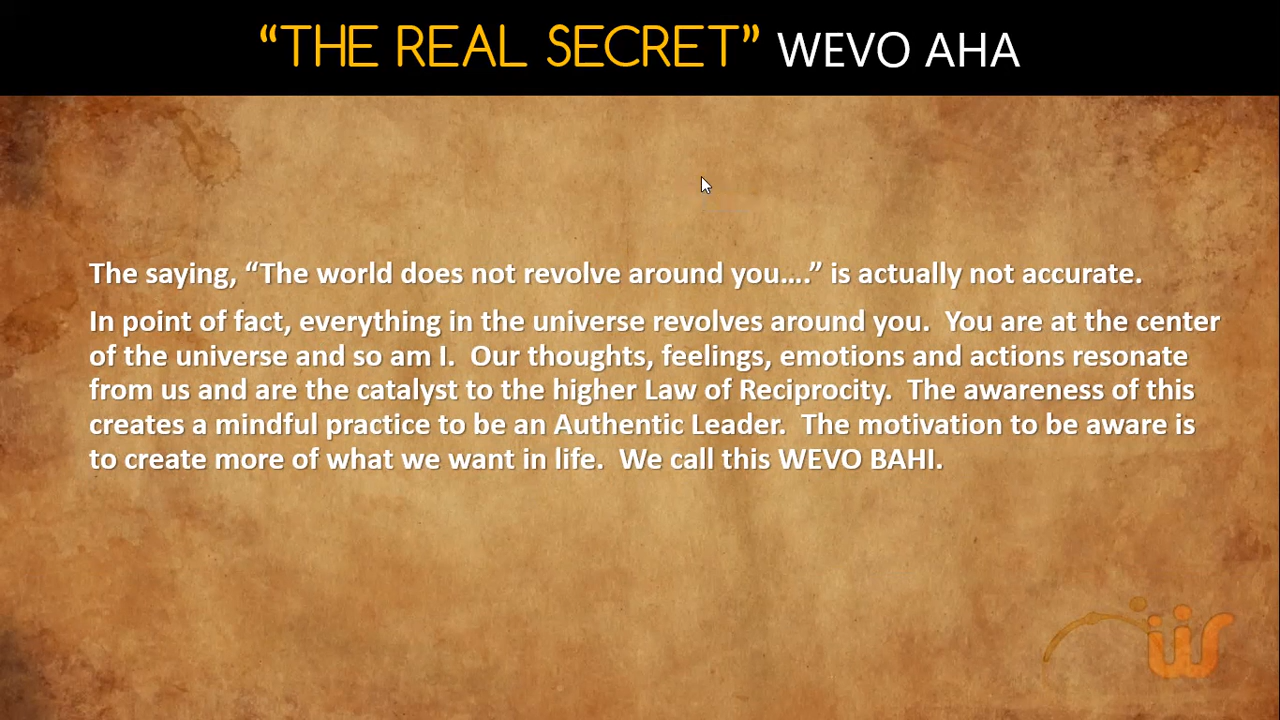 “THE REAL SECRET” WEVO AHA
The saying, “The world does not revolve around you....” is actually not accurate.
In point of fact, everything in the universe revolves around you.  You are at the center
of the universe and so am I.  Our thoughts, feelings, emotions and actions resonate
from us and are the catalyst to the higher Law of Reciprocity.  The awareness of this
creates a mindful practice to be an Authentic Leader.  The motivation to be aware is
to create more of what we want in life.  We call this WEVO BAHI.